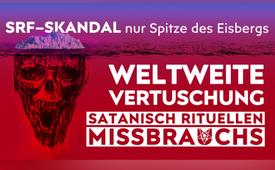 SRF–SKANDAL nur Spitze des Eisbergs
WELTWEITE
VERTUSCHUNG
SATANISCH RITUELLEN
MISSBRAUCHS